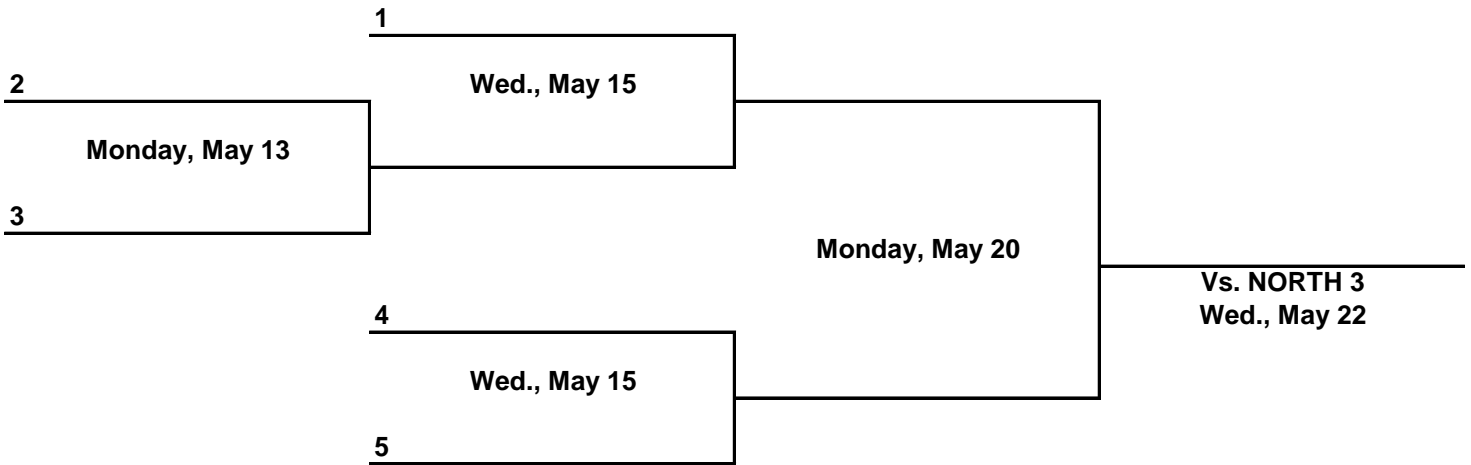 1
2
Wed., May 15
Monday, May 13
3
Monday, May 20
Vs. NORTH 3
Wed., May 22
4
Wed., May 15
5